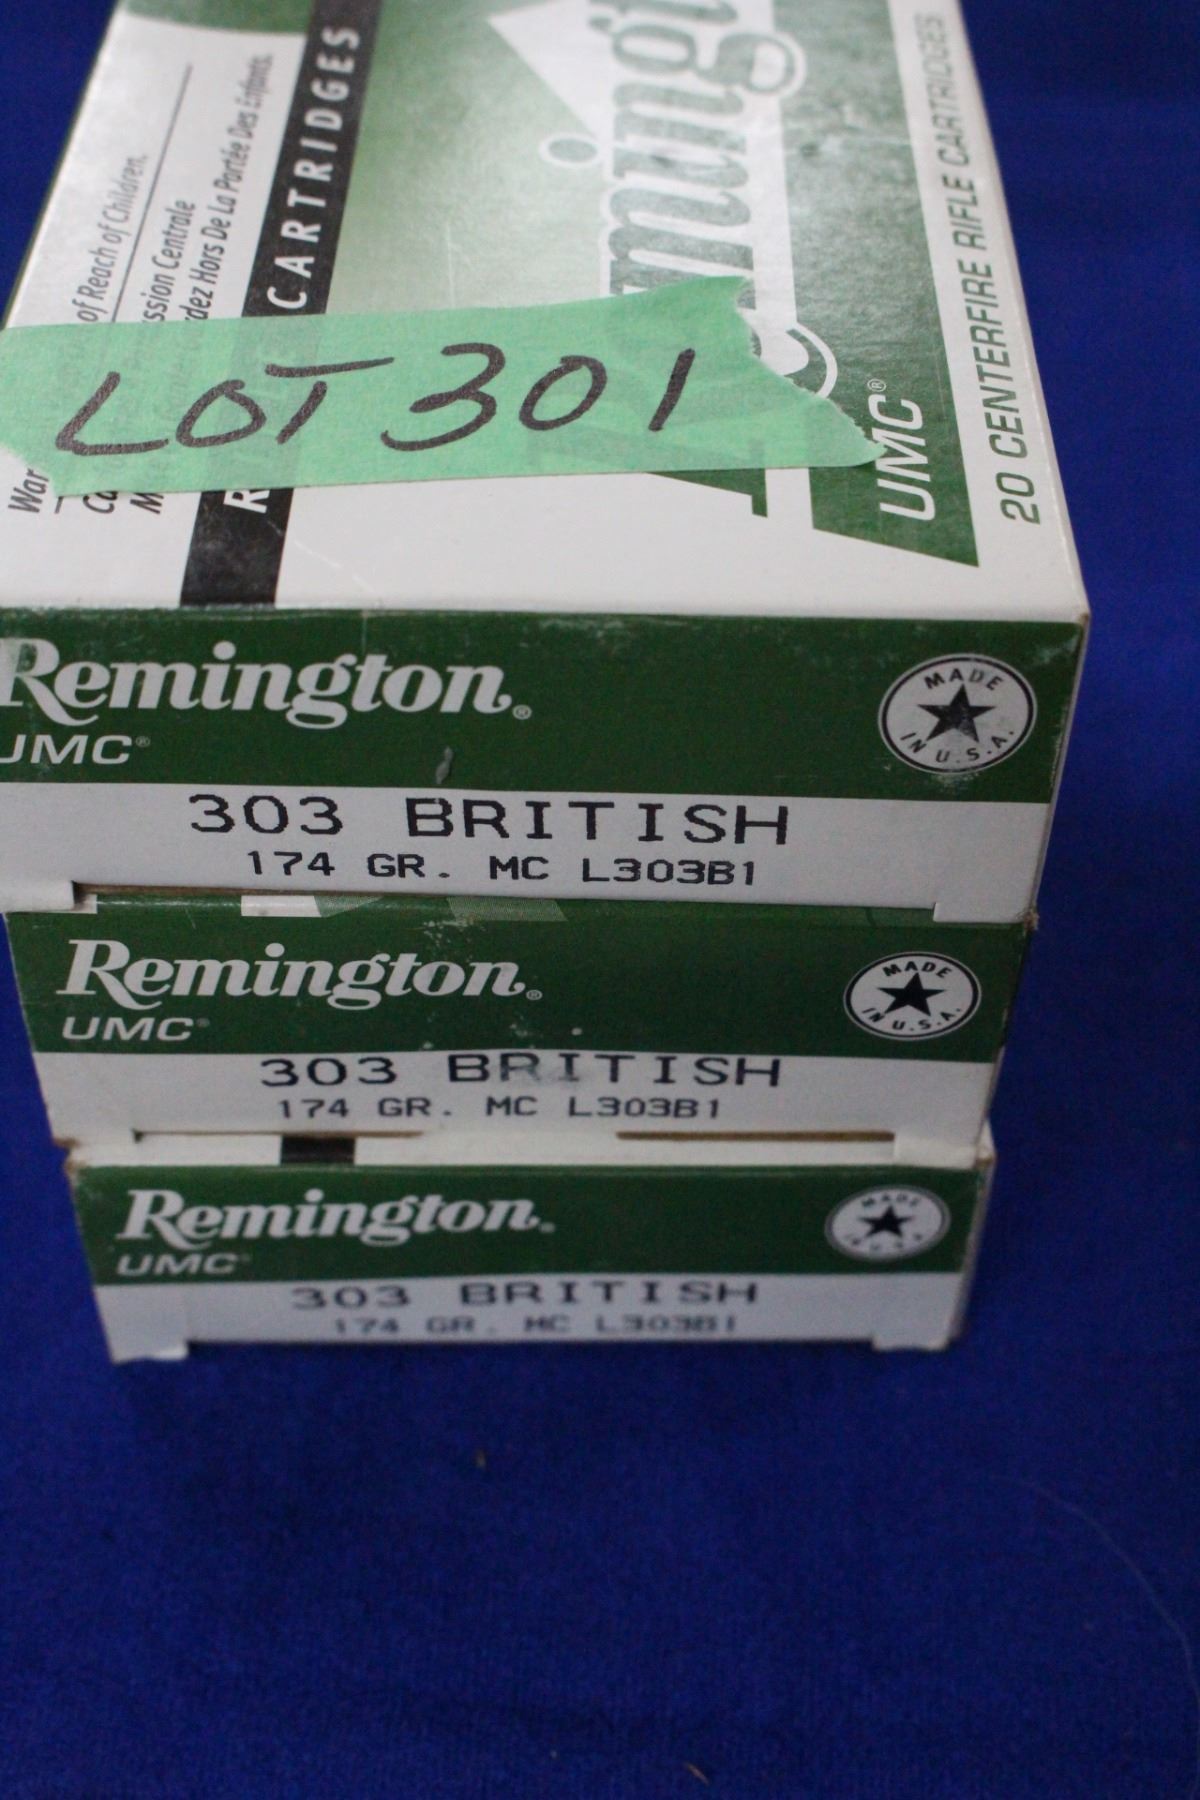 of Reach of Children.
ssion Centrale
dez Hors De La Portée Des Enfants.
CARTRIDGES
LOT 301
UMC®
20 CENTERFIRE RIFLE CARTRIDGES
Remington®
UMC®
MADE IN U.S.A.
303 BRITISH
174 GR. MC L303B1
Remington®
UMC®
MADE IN U.S.A.
303 BRITISH
174 GR. MC L303B1
Remington®
UMC®
MADE IN U.S.A.
303 BRITISH
174 GR. MC L303B1